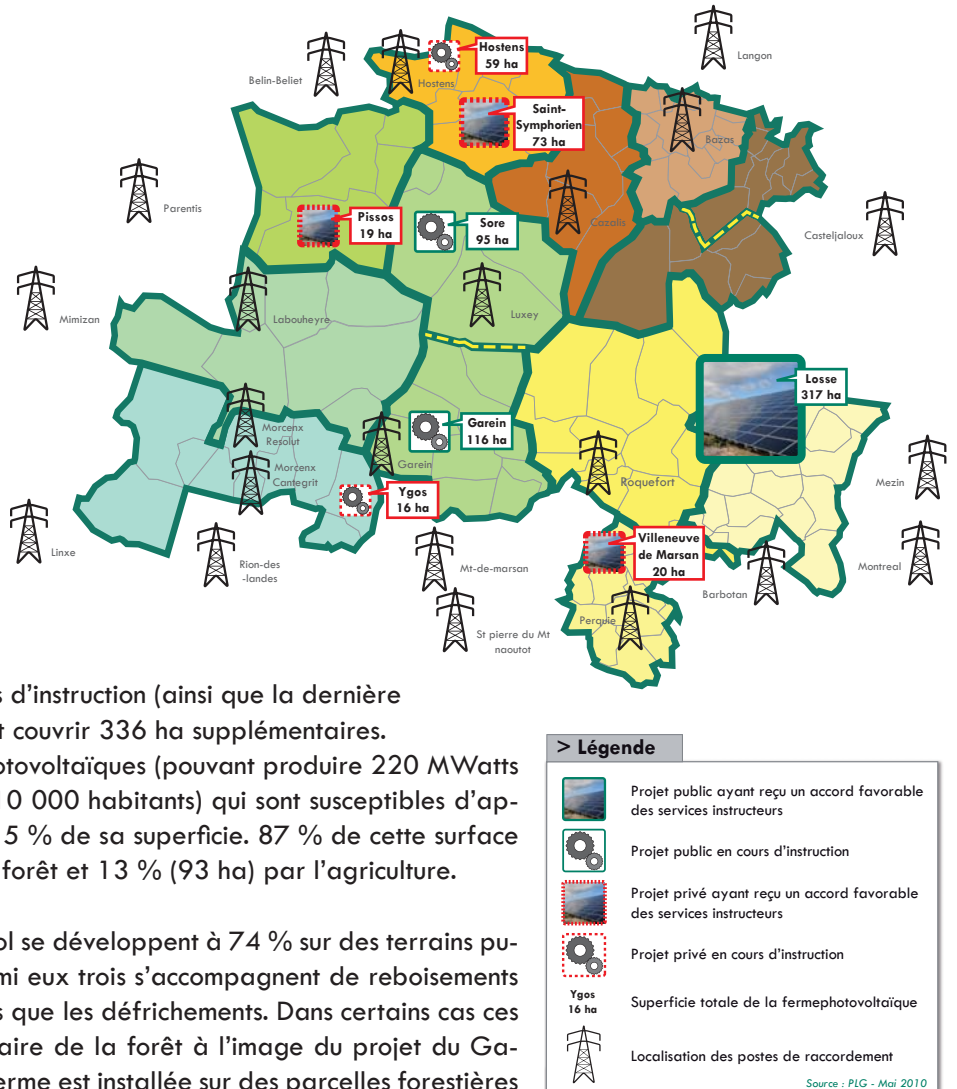 Hostens
59 ha
Langon
Belin-Beliet
Hostens
Saint-
Symphorien
73 ha
Bazas
Parentis
Pissos
19 ha
Sore
95 ha
Cazalis
Casteljaloux
Mimizan
Labouheyre
Luxey
Losse
317 ha
Morcenx
Resolut
Garein
116 ha
Morcenx
Cantegrit
Garein
Roquefort
Mezin
Ygos
16 ha
Linxe
Rion-des
-landes
Mt-de-marsan
Villeneuve
de Marsan
20 ha
Montreal
Barbotan
Perquie
St pierre du Mt
naoutot
s d'instruction (ainsi que la dernière
t couvrir 336 ha supplémentaires.
otovoltaïques (pouvant produire 220 MWatts
10 000 habitants) qui sont susceptibles d'ap-
5 % de sa superficie. 87 % de cette surface
forêt et 13 % (93 ha) par l'agriculture.
ol se développent à 74 % sur des terrains pu-
mi eux trois s'accompagnent de reboisements
s que les défrichements. Dans certains cas ces
aire de la forêt à l'image du projet du Ga-
erme est installée sur des parcelles forestières
> Légende
Projet public ayant reçu un accord favorable
des services instructeurs
Projet public en cours d'instruction
Projet privé ayant reçu un accord favorable
des services instructeurs
Projet privé en cours d'instruction
Ygos
16 ha
Superficie totale de la fermephotovoltaïque
Localisation des postes de raccordement
Source : PLG - Mai 2010